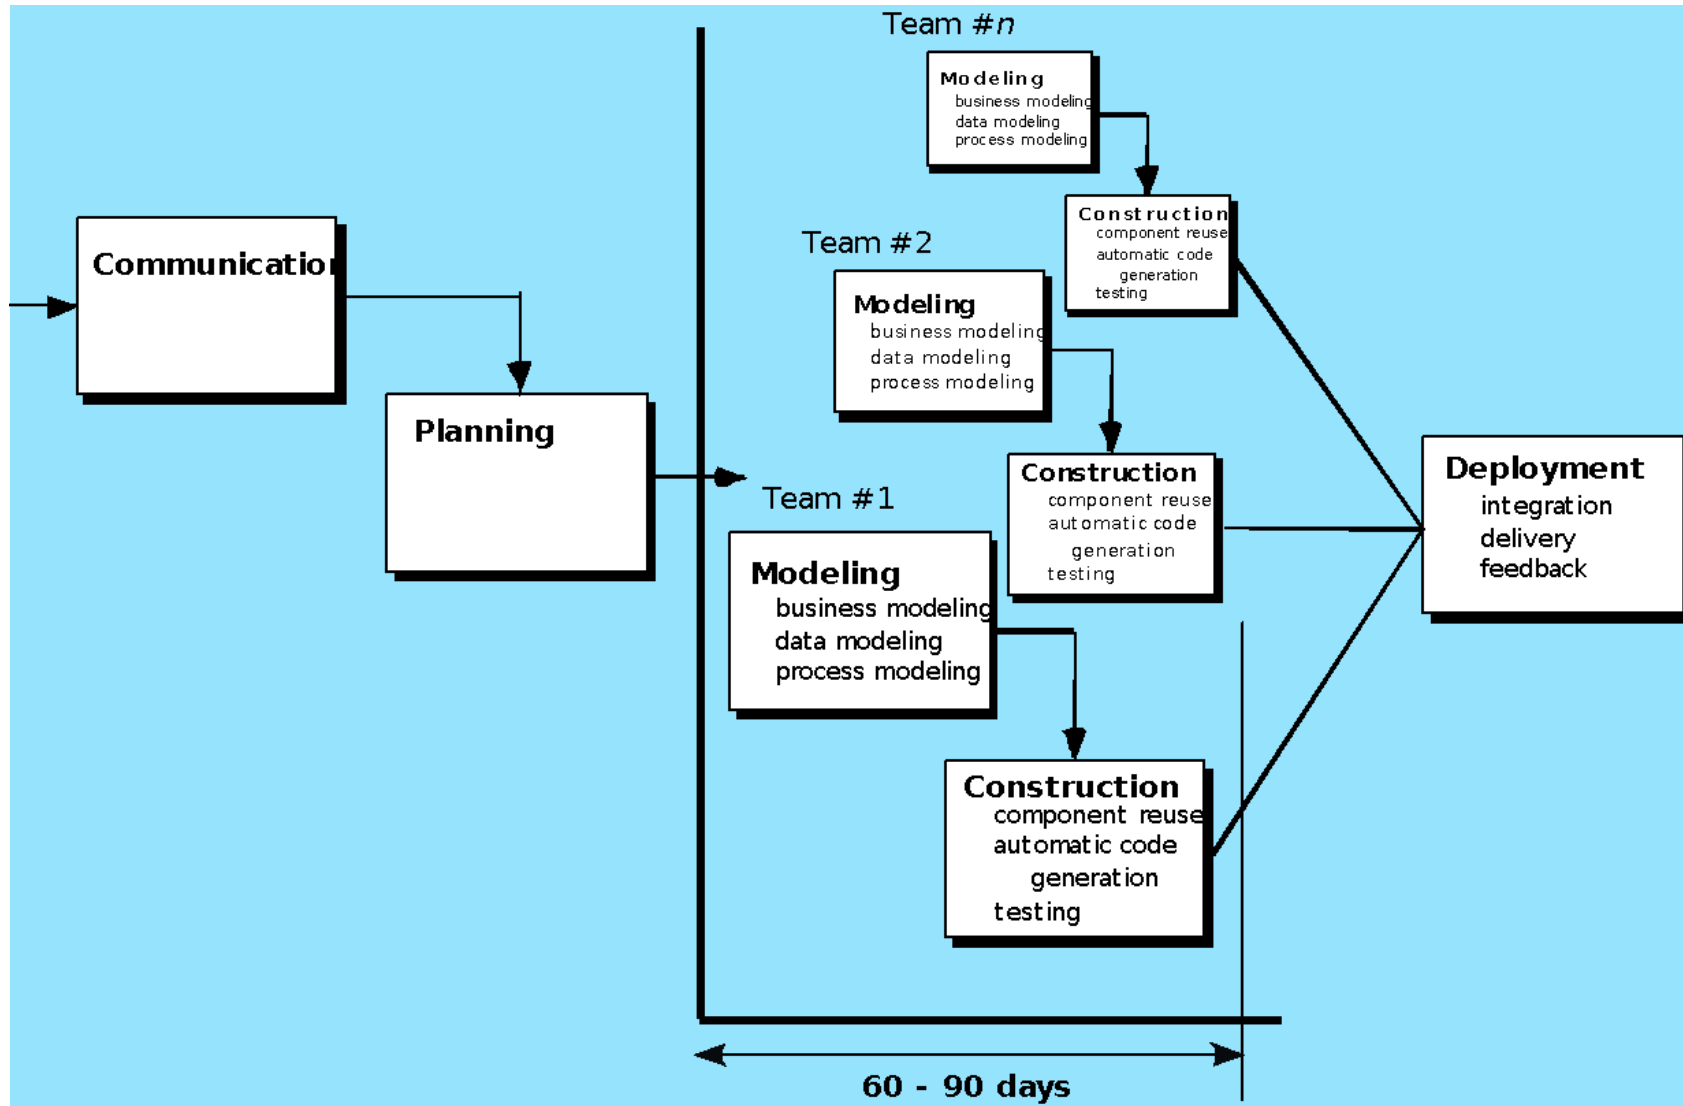 Team #n
Modeling
business modeling
data modeling
process modeling
Construction
component reuse
automatic code
generation
testing
Team #2
Modeling
business modeling
data modeling
process modeling
Construction
component reuse
automatic code
generation
testing
Communication
Planning
Team #1
Modeling
business modeling
data modeling
process modeling
Construction
component reuse
automatic code
generation
testing
Deployment
integration
delivery
feedback
60 - 90 days